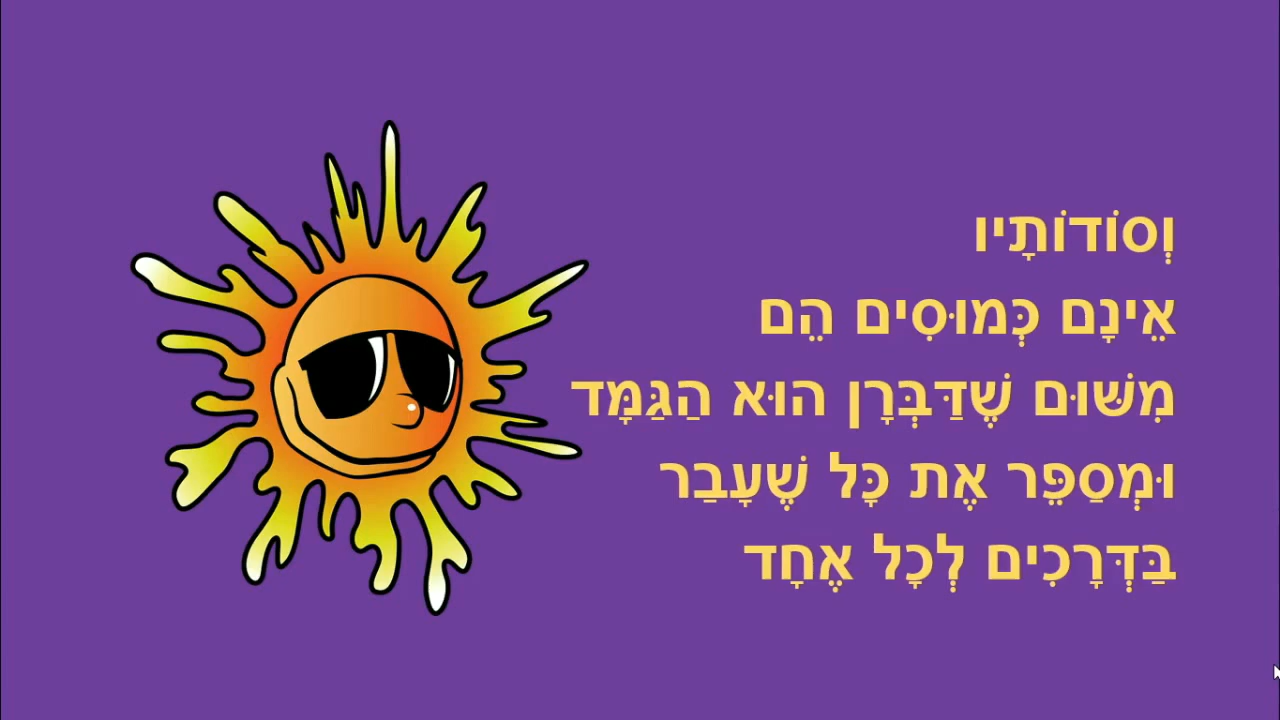 וְסוֹדוֹתָיו
אֵינָם כְּמוּסִים הֵם
מִשּׁוּם שֶׁדַּבְּרָן הוּא הַגַּמָּד
וּמְסַפֵּר אֶת כָּל שֶׁעָבַר
בַּדְּרָכִים לְכָל אֶחָד